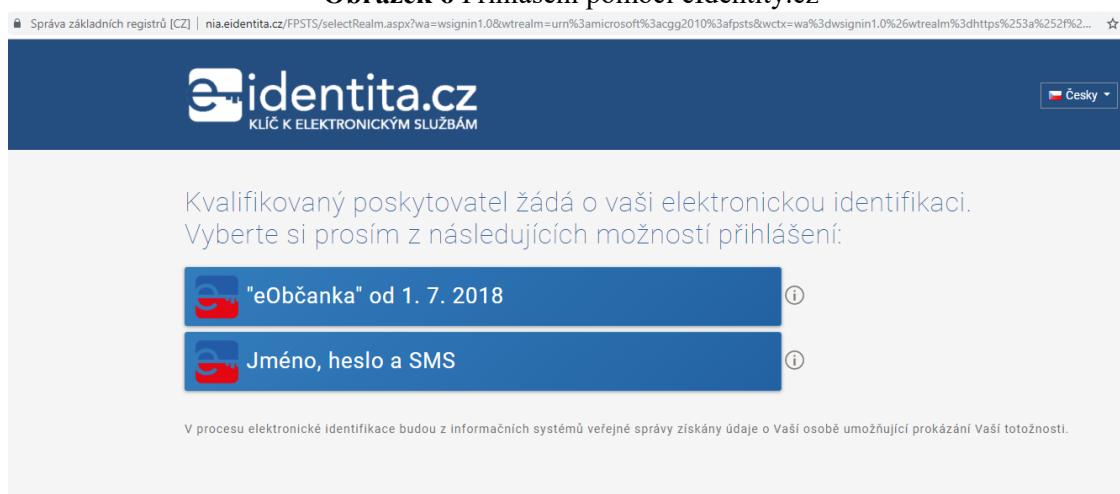 Obrázek 6 Přihlášení pomocí eIdentity.cz
Správa základních registrů [CZ] | nia.eidentita.cz/FPSTS/selectRealm.aspx?wa=wsignin1.0&wtrealm=urn%3amicrosoft%3acgg2010%3afpsts&wctx=wa%3dwsignin1.0%26wtrealm%3dhttps%253a%252f%2...
e identita.cz
KLÍČ K ELEKTRONICKÝM SLUŽBÁM
Česky
Kvalifikovaný poskytovatel žádá o vaši elektronickou identifikaci.
Vyberte si prosím z následujících možností přihlášení:
"eObčanka" od 1. 7. 2018
Jméno, heslo a SMS
V procesu elektronické identifikace budou z informačních systémů veřejné správy získány údaje o Vaší osobě umožňující prokázání Vaší totožnosti.